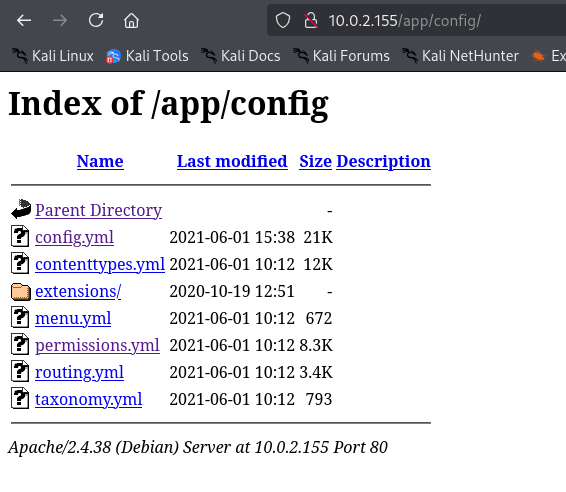 10.0.2.155/app/config/
Kali Linux Kali Tools Kali Docs Kali Forums Kali NetHunter Ex
Index of /app/config
Name Last modified Size Description
Parent Directory -
config.yml 2021-06-01 15:38 21K
contenttypes.yml 2021-06-01 10:12 12K
extensions/ 2020-10-19 12:51 -
menu.yml 2021-06-01 10:12 672
permissions.yml 2021-06-01 10:12 8.3K
routing.yml 2021-06-01 10:12 3.4K
taxonomy.yml 2021-06-01 10:12 793
Apache/2.4.38 (Debian) Server at 10.0.2.155 Port 80